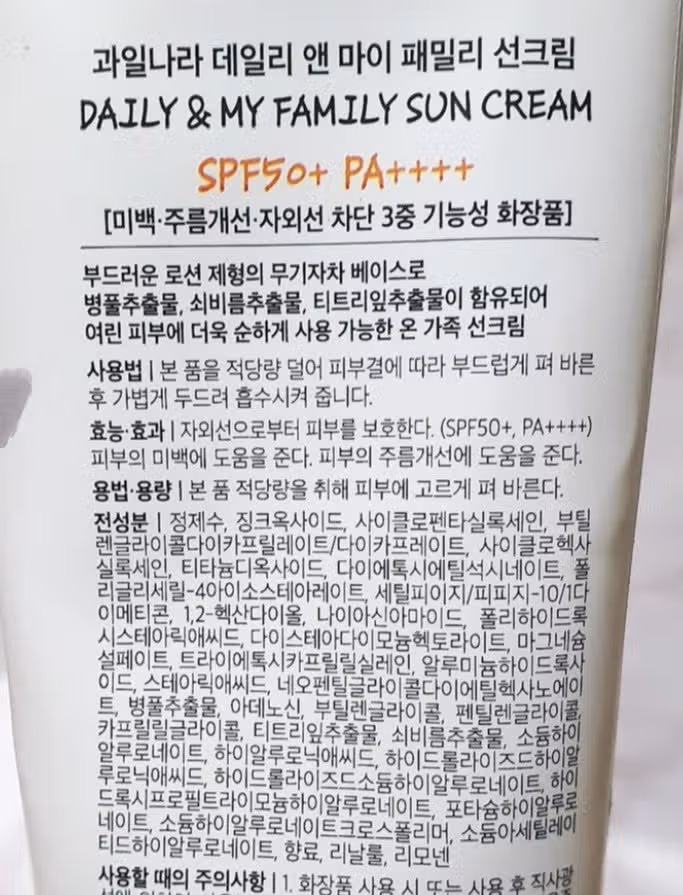 과일나라 데일리 앤 마이 패밀리 선크림
DAILY & MY FAMILY SUN CREAM
SPF50+ PA++++
[미백·주름개선·자외선 차단 3중 기능성 화장품]
부드러운 로션 제형의 무기자차 베이스로
병풀추출물, 쇠비름추출물, 티트리잎추출물이 함유되어
여린 피부에 더욱 순하게 사용 가능한 온 가족 선크림
사용법 | 본 품을 적당량 덜어 피부결에 따라 부드럽게 펴 바른
후 가볍게 두드려 흡수시켜 줍니다.
효능·효과 | 자외선으로부터 피부를 보호한다. (SPF50+, PA++++)
피부의 미백에 도움을 준다. 피부의 주름개선에 도움을 준다.
용법·용량 | 본 품 적당량을 취해 피부에 고르게 펴 바른다.
전성분 | 정제수, 징크옥사이드, 사이클로펜타실록세인, 부틸
렌글라이콜다이카프릴레이트/다이카프레이트, 사이클로헥사
실록세인, 티타늄디옥사이드, 다이에톡시에틸석시네이트, 폴
리글리세릴-4아이소스테아레이트, 세틸피이지/피피지-10/1다
이메티콘, 1,2-헥산다이올, 나이아신아마이드, 폴리하이드록
시스테아릭애씨드, 다이스테아다이모늄헥토라이트, 마그네슘
설페이트, 트라이에톡시카프릴릴실레인, 알루미늄하이드록사
이드, 스테아릭애씨드, 네오펜틸글라이콜다이에틸헥사노에이
트, 병풀추출물, 아데노신, 부틸렌글라이콜, 펜틸렌글라이콜,
카프릴릴글라이콜, 티트리잎추출물, 쇠비름추출물, 소듐하이
알루로네이트, 하이알루로닉애씨드, 하이드롤라이즈드하이알
루로닉애씨드, 하이드롤라이즈드소듐하이알루로네이트, 하이
드록시프로필트라이모늄하이알루로네이트, 포타슘하이알루로
네이트, 소듐하이알루로네이트크로스폴리머, 소듐아세틸레이
티드하이알루로네이트, 향료, 리날룰, 리모넨
사용할 때의 주의사항 | 1. 화장품 사용 시 또는 사용 후 직사광